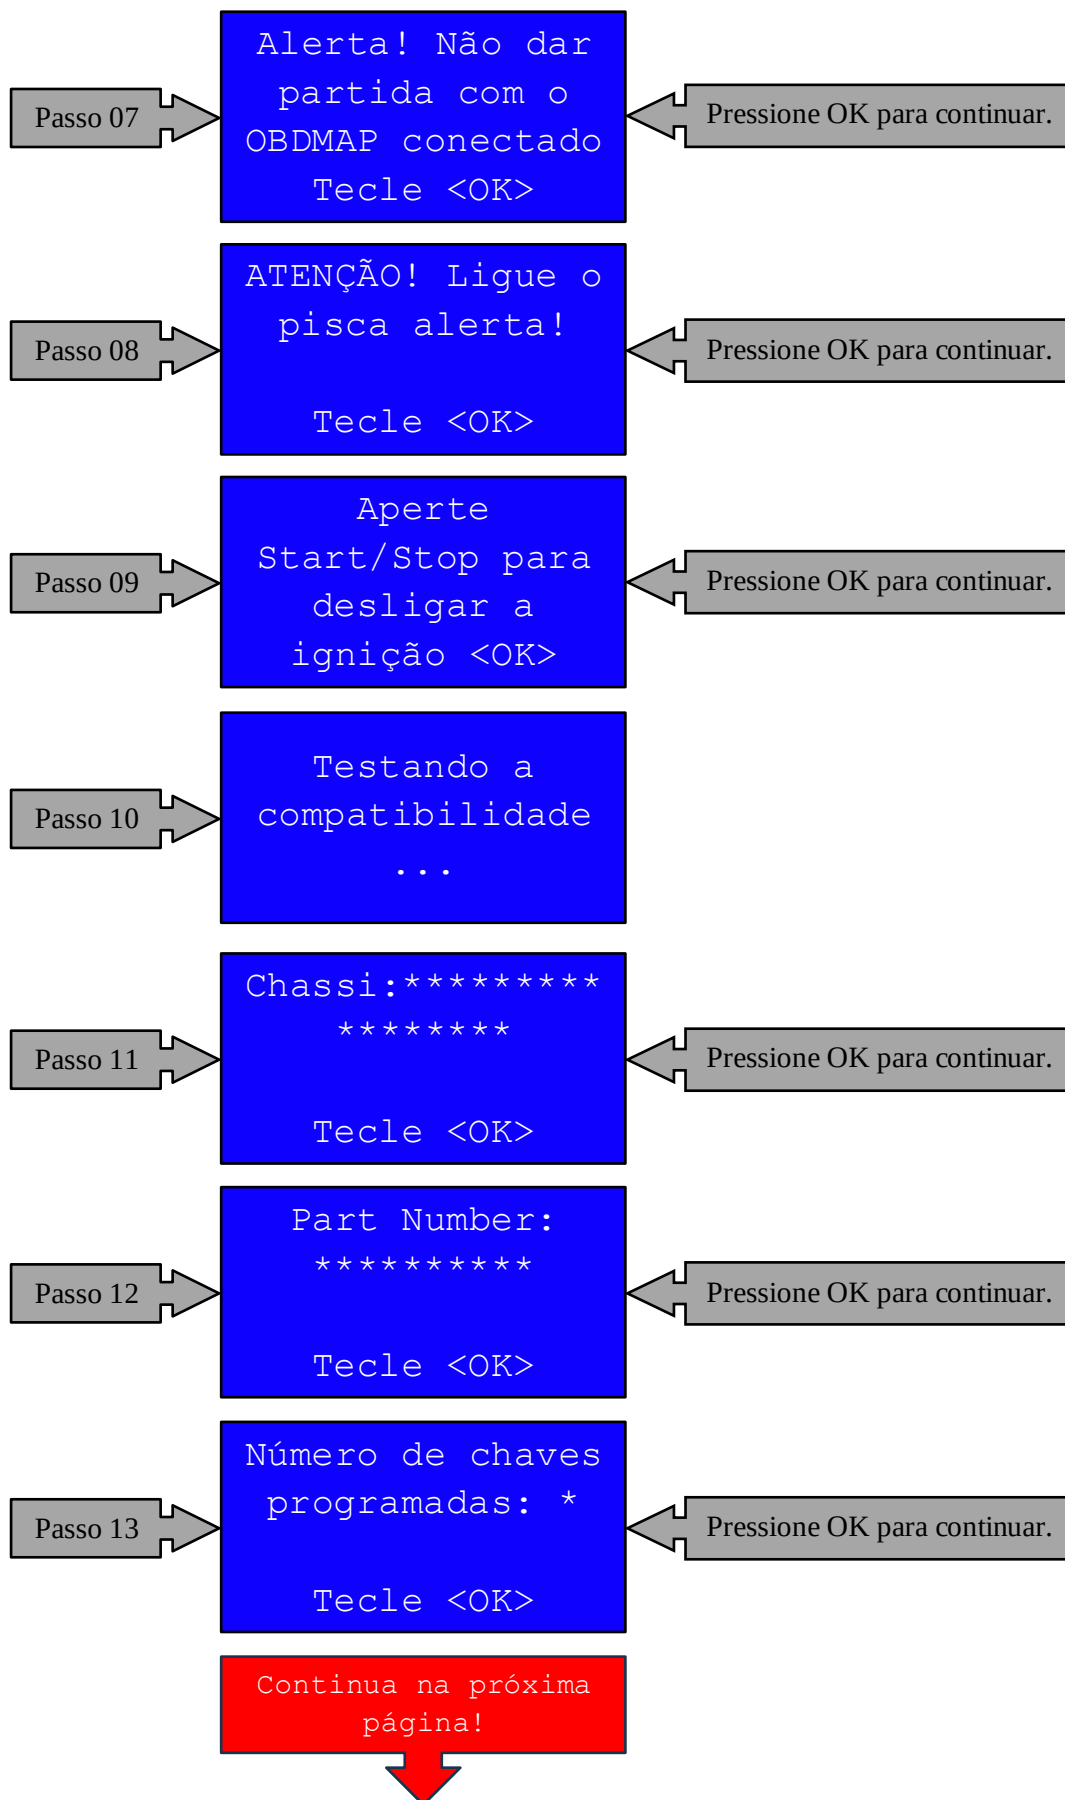 Alerta! Não dar
partida com o
OBDMAP conectado
Tecle <OK>
Passo 07
Pressione OK para continuar.
ATENÇÃO! Ligue o
pisca alerta!
Tecle <OK>
Passo 08
Pressione OK para continuar.
Aperte
Start/Stop para
desligar a
ignição <OK>
Passo 09
Pressione OK para continuar.
Testando a
compatibilidade
...
Passo 10
Chassi:*********
********
Tecle <OK>
Passo 11
Pressione OK para continuar.
Part Number:
**********
Tecle <OK>
Passo 12
Pressione OK para continuar.
Número de chaves
programadas: *
Tecle <OK>
Passo 13
Pressione OK para continuar.
Continua na próxima
página!